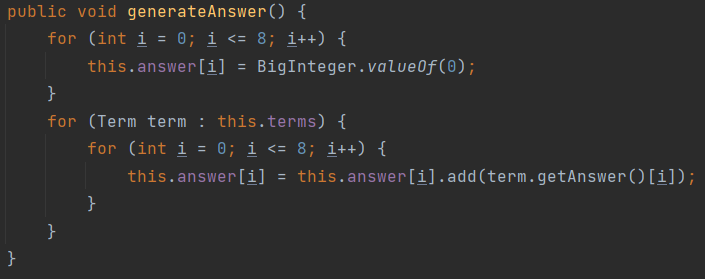 public void generateAnswer() {
    for (int i = 0; i <= 8; i++) {
        this.answer[i] = BigInteger.valueOf(0);
    }
    for (Term term : this.terms) {
        for (int i = 0; i <= 8; i++) {
            this.answer[i] = this.answer[i].add(term.getAnswer()[i]);
        }
    }
}